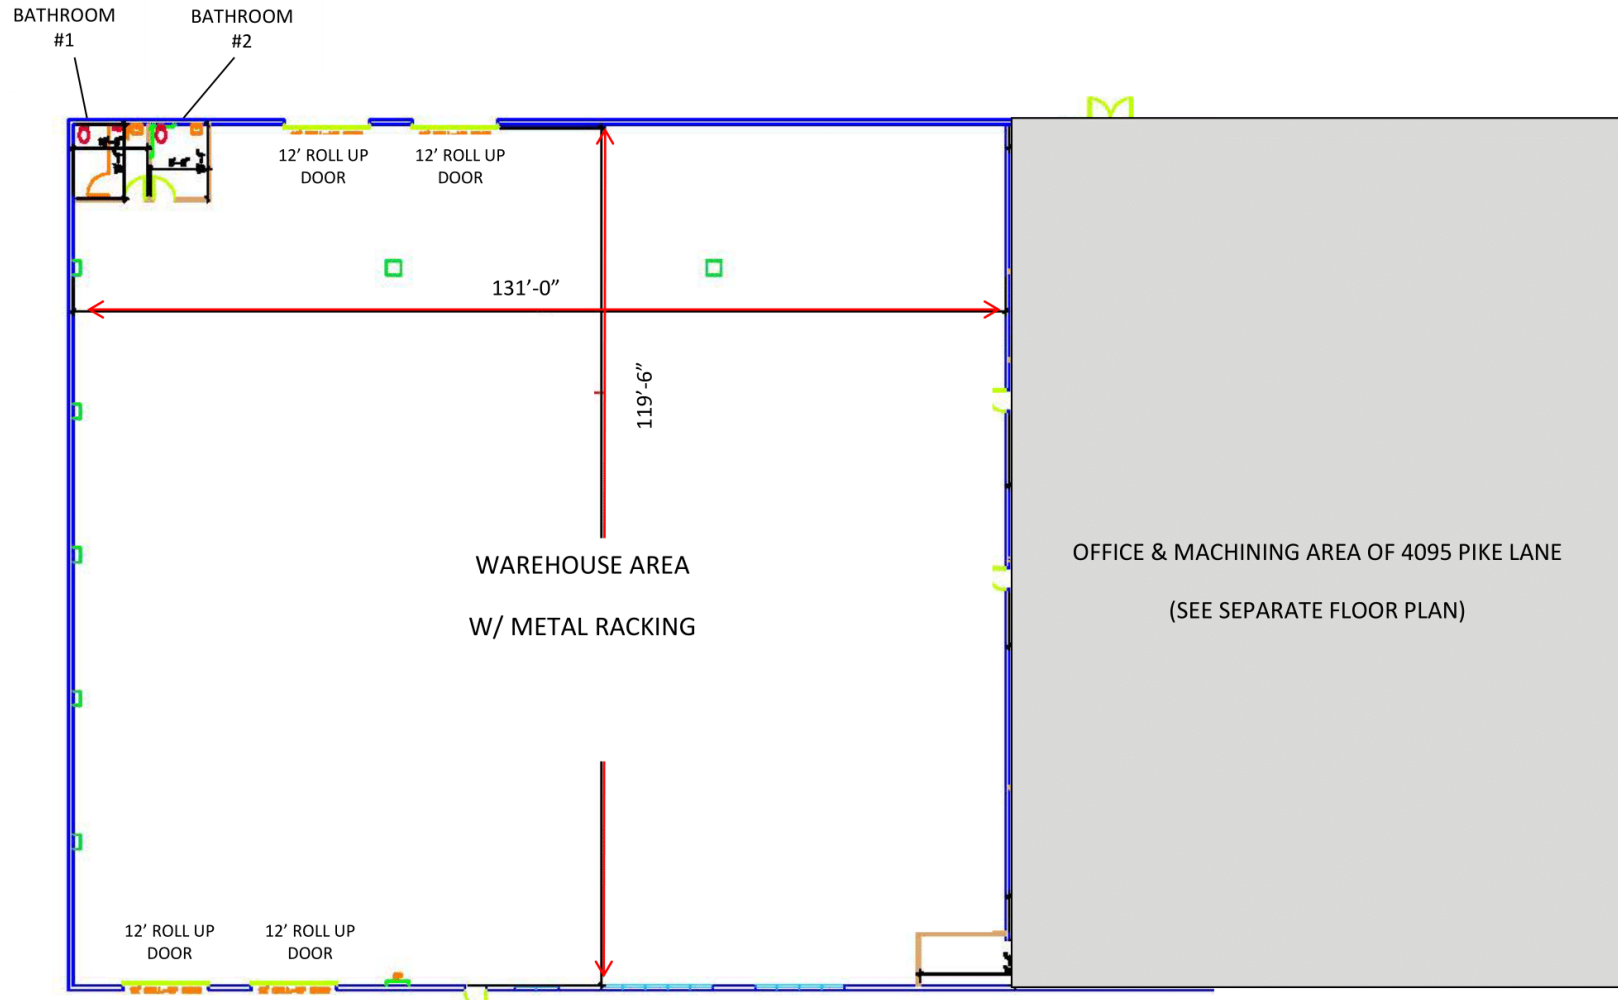 BATHROOM
#1
BATHROOM
#2
12’ ROLL UP
DOOR
12’ ROLL UP
DOOR
131’-0”
119’-6”
WAREHOUSE AREA
W/ METAL RACKING
OFFICE & MACHINING AREA OF 4095 PIKE LANE
(SEE SEPARATE FLOOR PLAN)
12’ ROLL UP
DOOR
12’ ROLL UP
DOOR